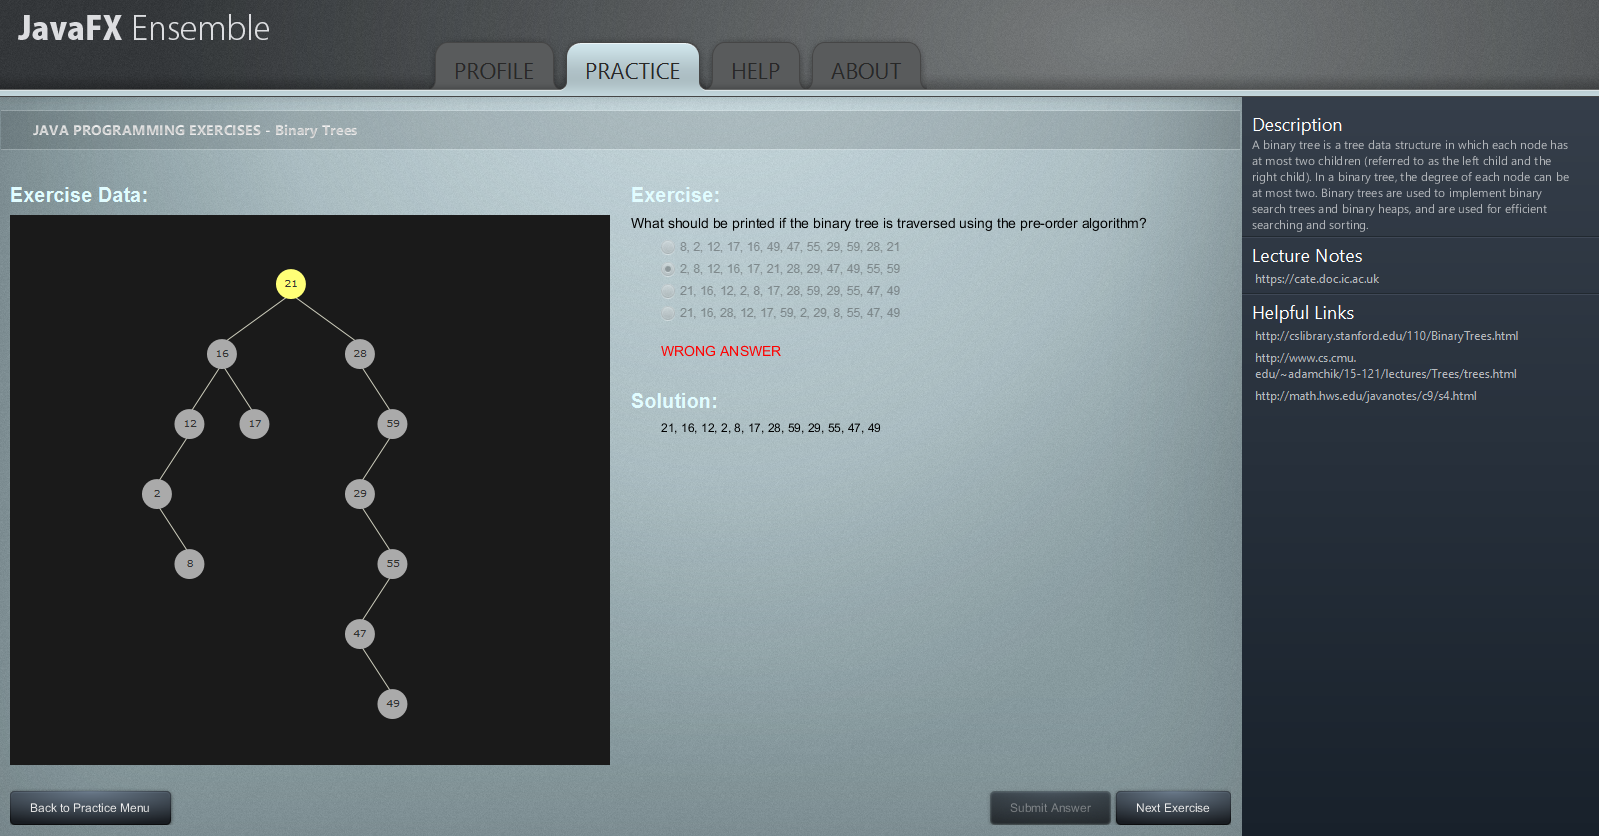 JavaFX Ensemble
PROFILE
PRACTICE
HELP
ABOUT
JAVA PROGRAMMING EXERCISES - Binary Trees
Exercise Data:
21
16
28
12
17
59
2
29
8
55
47
49
Back to Practice Menu
Exercise:
What should be printed if the binary tree is traversed using the pre-order algorithm?
8, 2, 12, 17, 16, 49, 47, 55, 29, 59, 28, 21
2, 8, 12, 16, 17, 21, 28, 29, 47, 49, 55, 59
21, 16, 12, 2, 8, 17, 28, 59, 29, 55, 47, 49
21, 16, 28, 12, 17, 59, 2, 29, 8, 55, 47, 49
WRONG ANSWER
Solution:
21, 16, 12, 2, 8, 17, 28, 59, 29, 55, 47, 49
Submit Answer
Next Exercise
Description
A binary tree is a tree data structure in which each node has
at most two children (referred to as the left child and the
right child). In a binary tree, the degree of each node can be
at most two. Binary trees are used to implement binary
search trees and binary heaps, and are used for efficient
searching and sorting.
Lecture Notes
https://cate.doc.ic.ac.uk
Helpful Links
http://cslibrary.stanford.edu/110/BinaryTrees.html
http://www.cs.cmu.
edu/~adamchik/15-121/lectures/Trees/trees.html
http://math.hws.edu/javanotes/c9/s4.html